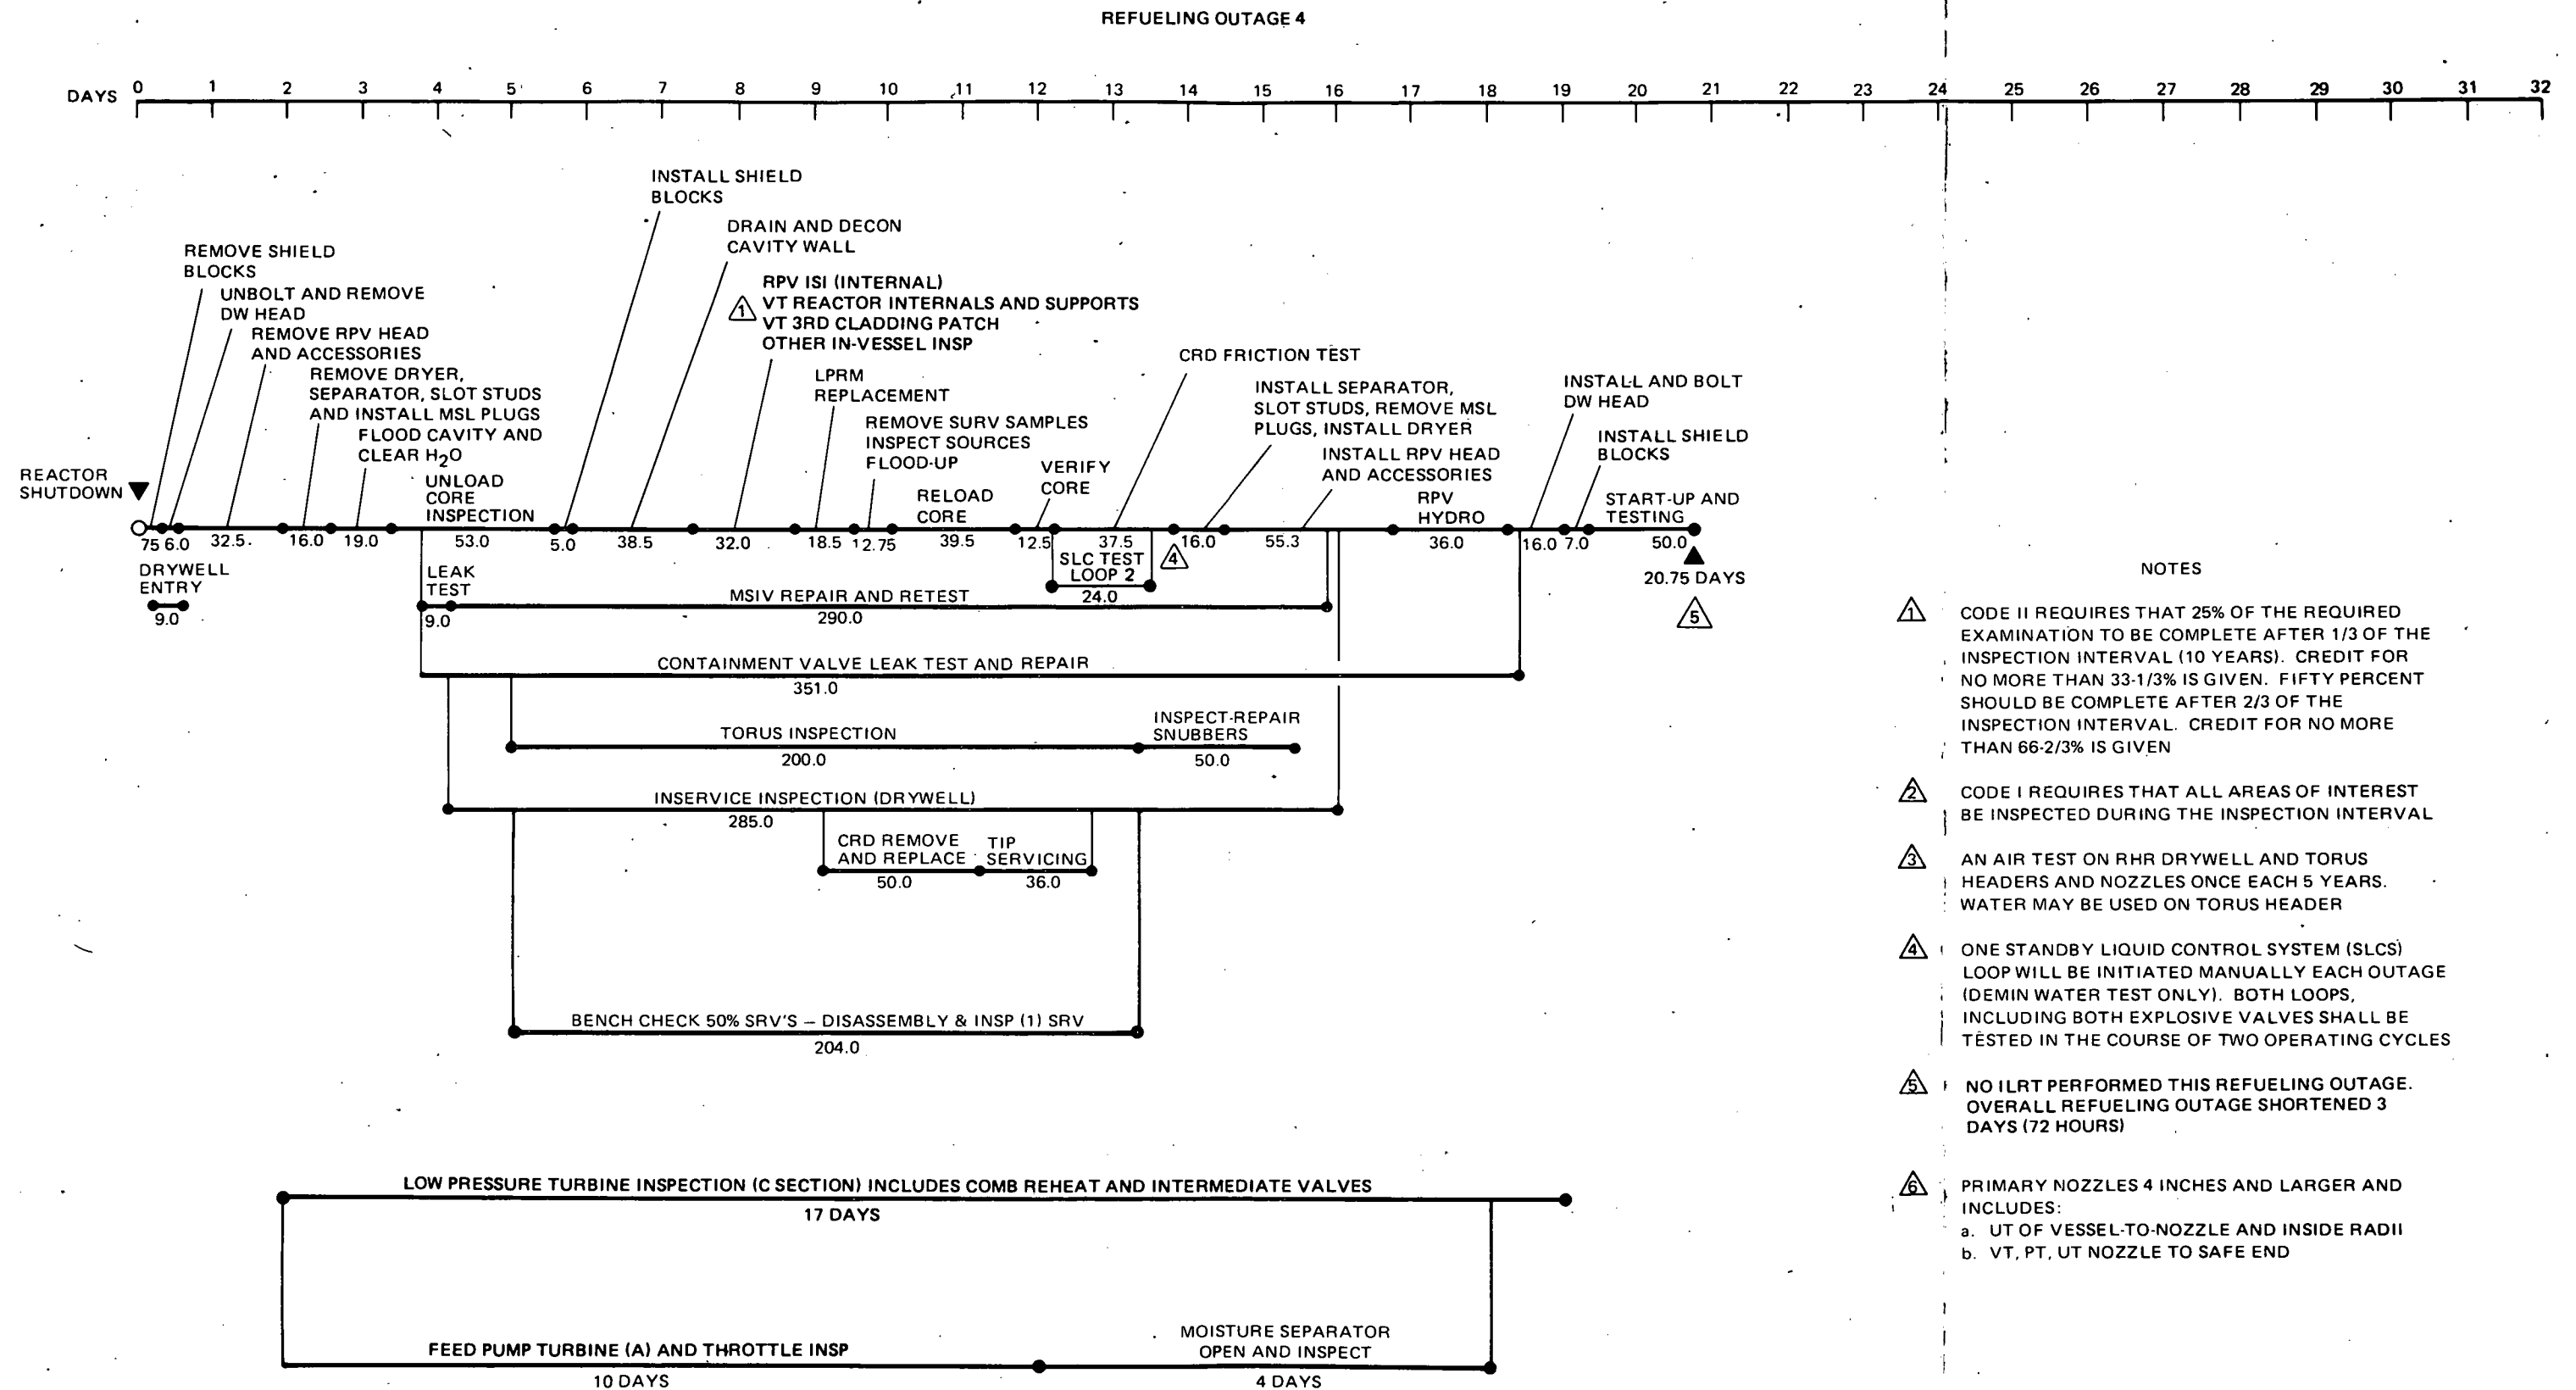 REFUELING OUTAGE 4
DAYS
0 1 2 3 4 5 6 7 8 9 10 11 12 13 14 15 16 17 18 19 20 21 22 23 24 25 26 27 28 29 30 31 32
REACTOR
SHUTDOWN
REMOVE SHIELD
BLOCKS
UNBOLT AND REMOVE
DW HEAD
REMOVE RPV HEAD
AND ACCESSORIES
REMOVE DRYER,
SEPARATOR, SLOT STUDS
AND INSTALL MSL PLUGS
FLOOD CAVITY AND
CLEAR H2O
UNLOAD
CORE
INSPECTION
INSTALL SHIELD
BLOCKS
DRAIN AND DECON
CAVITY WALL
1
RPV ISI (INTERNAL)
VT REACTOR INTERNALS AND SUPPORTS
VT 3RD CLADDING PATCH
OTHER IN-VESSEL INSP
LPRM
REPLACEMENT
REMOVE SURV SAMPLES
INSPECT SOURCES
FLOOD-UP
RELOAD
CORE
VERIFY
CORE
CRD FRICTION TEST
INSTALL SEPARATOR,
SLOT STUDS, REMOVE MSL
PLUGS, INSTALL DRYER
INSTALL RPV HEAD
AND ACCESSORIES
RPV
HYDRO
INSTALL AND BOLT
DW HEAD
INSTALL SHIELD
BLOCKS
START-UP AND
TESTING
75 6.0 32.5 16.0 19.0 53.0 5.0 38.5 32.0 18.5 12.75 39.5 12.5 37.5 16.0 55.3 36.0 16.0 7.0 50.0
4
20.75 DAYS
5
DRYWELL
ENTRY
9.0
LEAK
TEST
9.0
SLC TEST
LOOP 2
24.0
MSIV REPAIR AND RETEST
290.0
CONTAINMENT VALVE LEAK TEST AND REPAIR
351.0
TORUS INSPECTION
200.0
INSPECT-REPAIR
SNUBBERS
50.0
INSERVICE INSPECTION (DRYWELL)
285.0
CRD REMOVE
AND REPLACE
50.0
TIP
SERVICING
36.0
BENCH CHECK 50% SRV'S – DISASSEMBLY & INSP (1) SRV
204.0
LOW PRESSURE TURBINE INSPECTION (C SECTION) INCLUDES COMB REHEAT AND INTERMEDIATE VALVES
17 DAYS
FEED PUMP TURBINE (A) AND THROTTLE INSP
10 DAYS
MOISTURE SEPARATOR
OPEN AND INSPECT
4 DAYS
NOTES
1 CODE II REQUIRES THAT 25% OF THE REQUIRED
EXAMINATION TO BE COMPLETE AFTER 1/3 OF THE
INSPECTION INTERVAL (10 YEARS). CREDIT FOR
NO MORE THAN 33-1/3% IS GIVEN. FIFTY PERCENT
SHOULD BE COMPLETE AFTER 2/3 OF THE
INSPECTION INTERVAL. CREDIT FOR NO MORE
THAN 66-2/3% IS GIVEN
2 CODE I REQUIRES THAT ALL AREAS OF INTEREST
BE INSPECTED DURING THE INSPECTION INTERVAL
3 AN AIR TEST ON RHR DRYWELL AND TORUS
HEADERS AND NOZZLES ONCE EACH 5 YEARS.
WATER MAY BE USED ON TORUS HEADER
4 ONE STANDBY LIQUID CONTROL SYSTEM (SLCS)
LOOP WILL BE INITIATED MANUALLY EACH OUTAGE
(DEMIN WATER TEST ONLY). BOTH LOOPS,
INCLUDING BOTH EXPLOSIVE VALVES SHALL BE
TESTED IN THE COURSE OF TWO OPERATING CYCLES
5 NO ILRT PERFORMED THIS REFUELING OUTAGE.
OVERALL REFUELING OUTAGE SHORTENED 3
DAYS (72 HOURS)
6 PRIMARY NOZZLES 4 INCHES AND LARGER AND
INCLUDES:
a. UT OF VESSEL-TO-NOZZLE AND INSIDE RADII
b. VT, PT, UT NOZZLE TO SAFE END